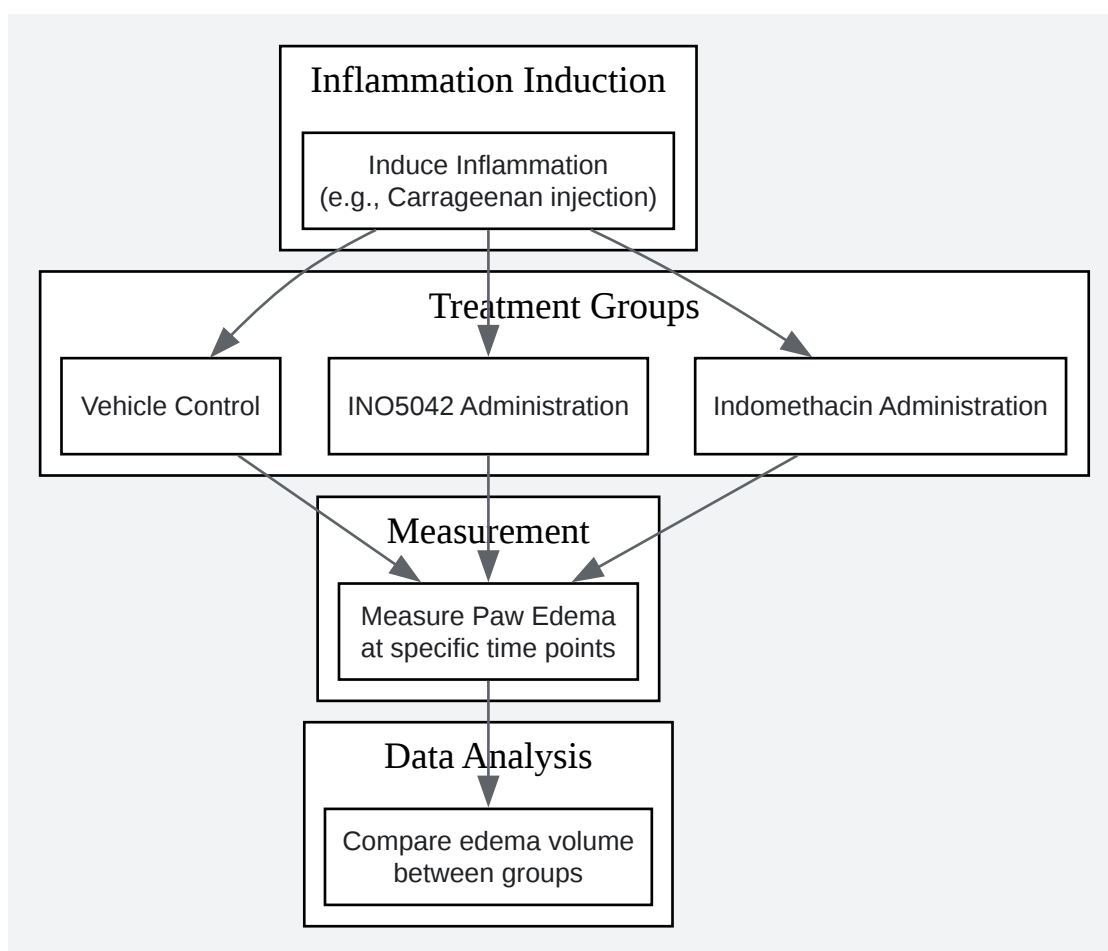 Inflammation Induction
Induce Inflammation
(e.g., Carrageenan injection)
Treatment Groups
Vehicle Control
INO5042 Administration
Indomethacin Administration
Measurement
Measure Paw Edema
at specific time points
Data Analysis
Compare edema volume
between groups